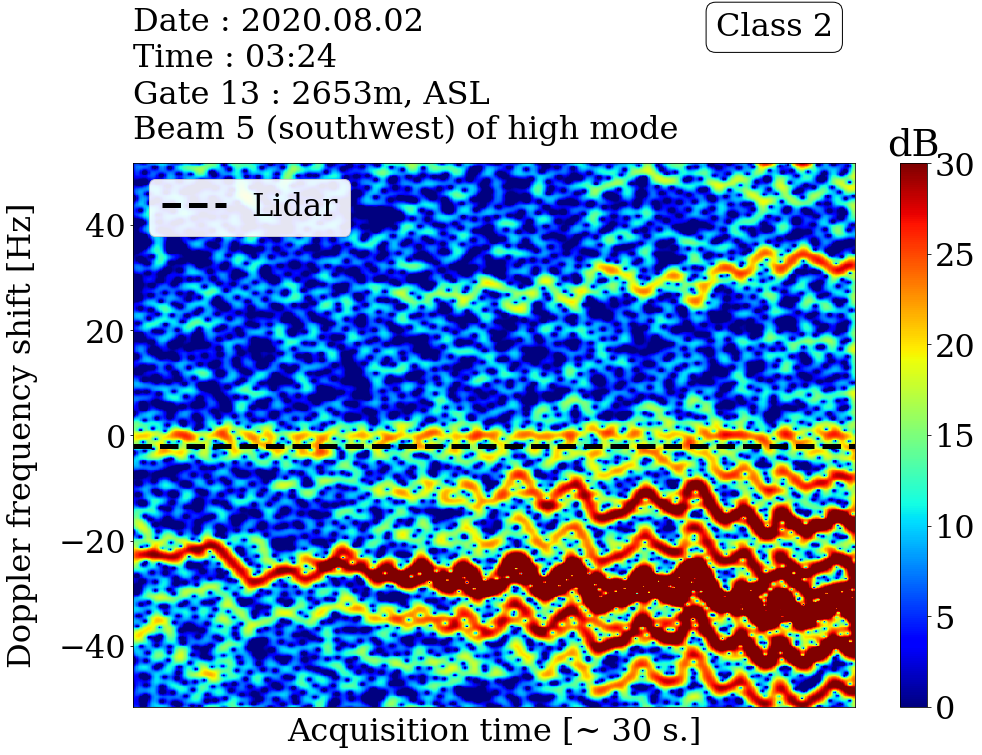 Date : 2020.08.02
Time : 03:24
Gate 13 : 2653m, ASL
Beam 5 (southwest) of high mode
Class 2
dB
Lidar
Doppler frequency shift [Hz]
40
20
0
−20
−40
30
25
20
15
10
5
0
Acquisition time [~ 30 s.]